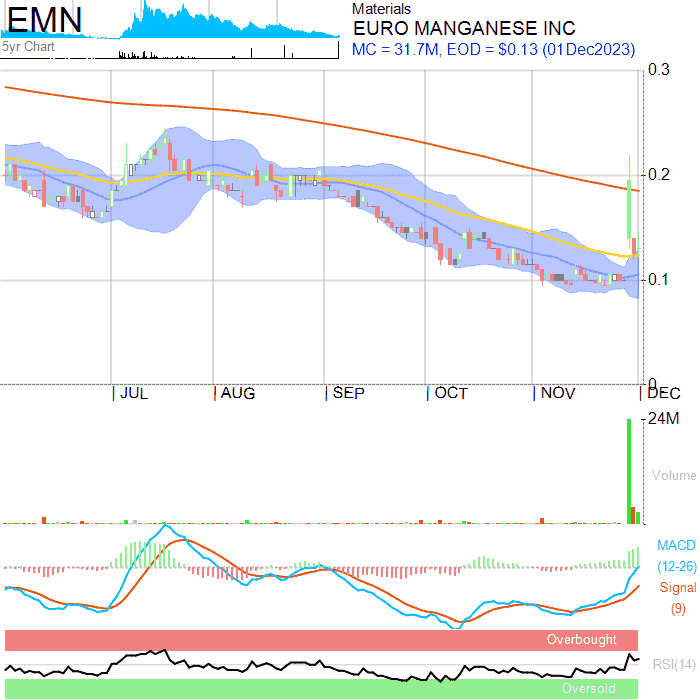 EMN
5yr Chart
Materials
EURO MANGANESE INC
MC = 31.7M, EOD = $0.13 (01Dec2023)
0.3
0.2
0.1
0
JUL
AUG
SEP
OCT
NOV
DEC
24M
Volume
MACD
(12-26)
Signal
(9)
Overbought
RSI(14)
Oversold